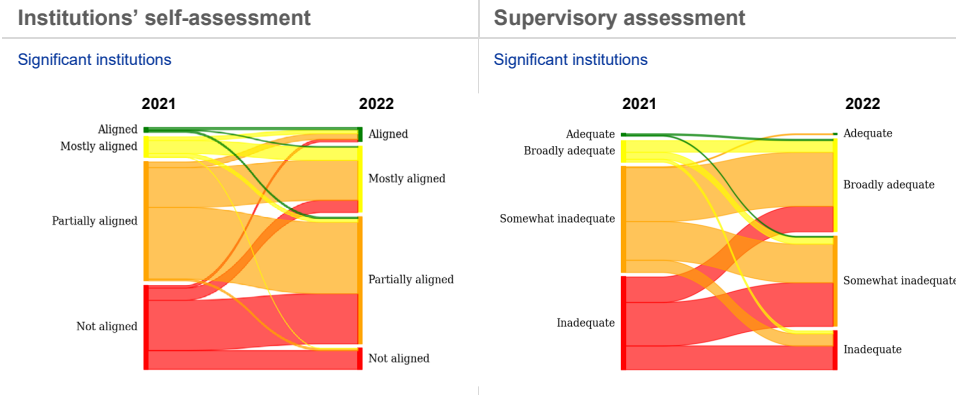 Institutions’ self-assessment
Significant institutions
2021 2022
Aligned
Mostly aligned
Partially aligned
Not aligned
Aligned
Mostly aligned
Partially aligned
Not aligned
Supervisory assessment
Significant institutions
2021 2022
Adequate
Broadly adequate
Somewhat inadequate
Inadequate
Adequate
Broadly adequate
Somewhat inadequate
Inadequate